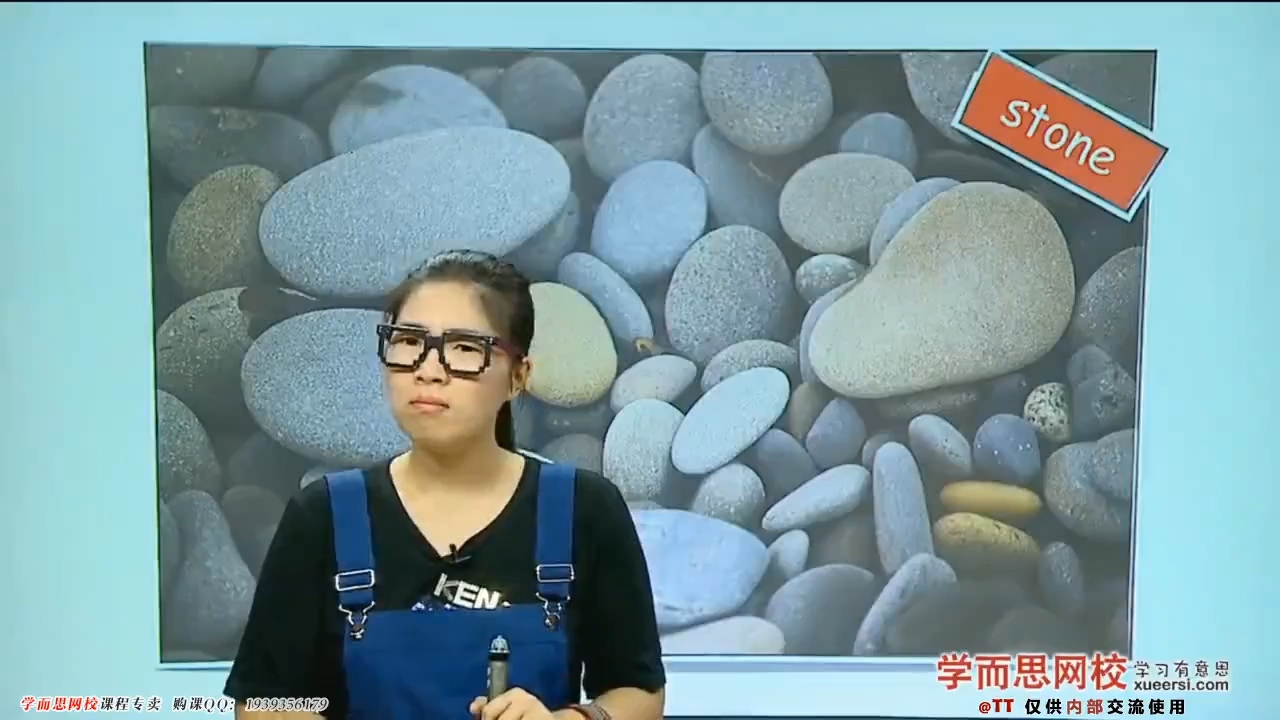 stone
KEN
学而思网校 学习有意思
xueersi.com
@TT 仅供内部交流使用
学而思网校课程专卖 购课QQ：1939356179